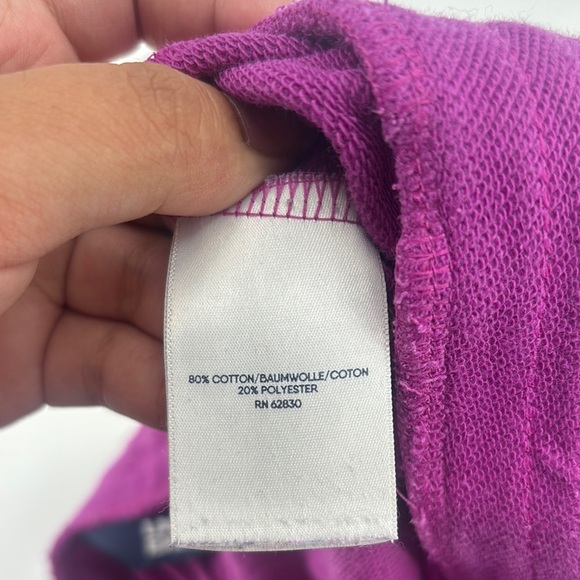 80% COTTON/BAUMWOLLE/COTON
20% POLYESTER
RN 62830